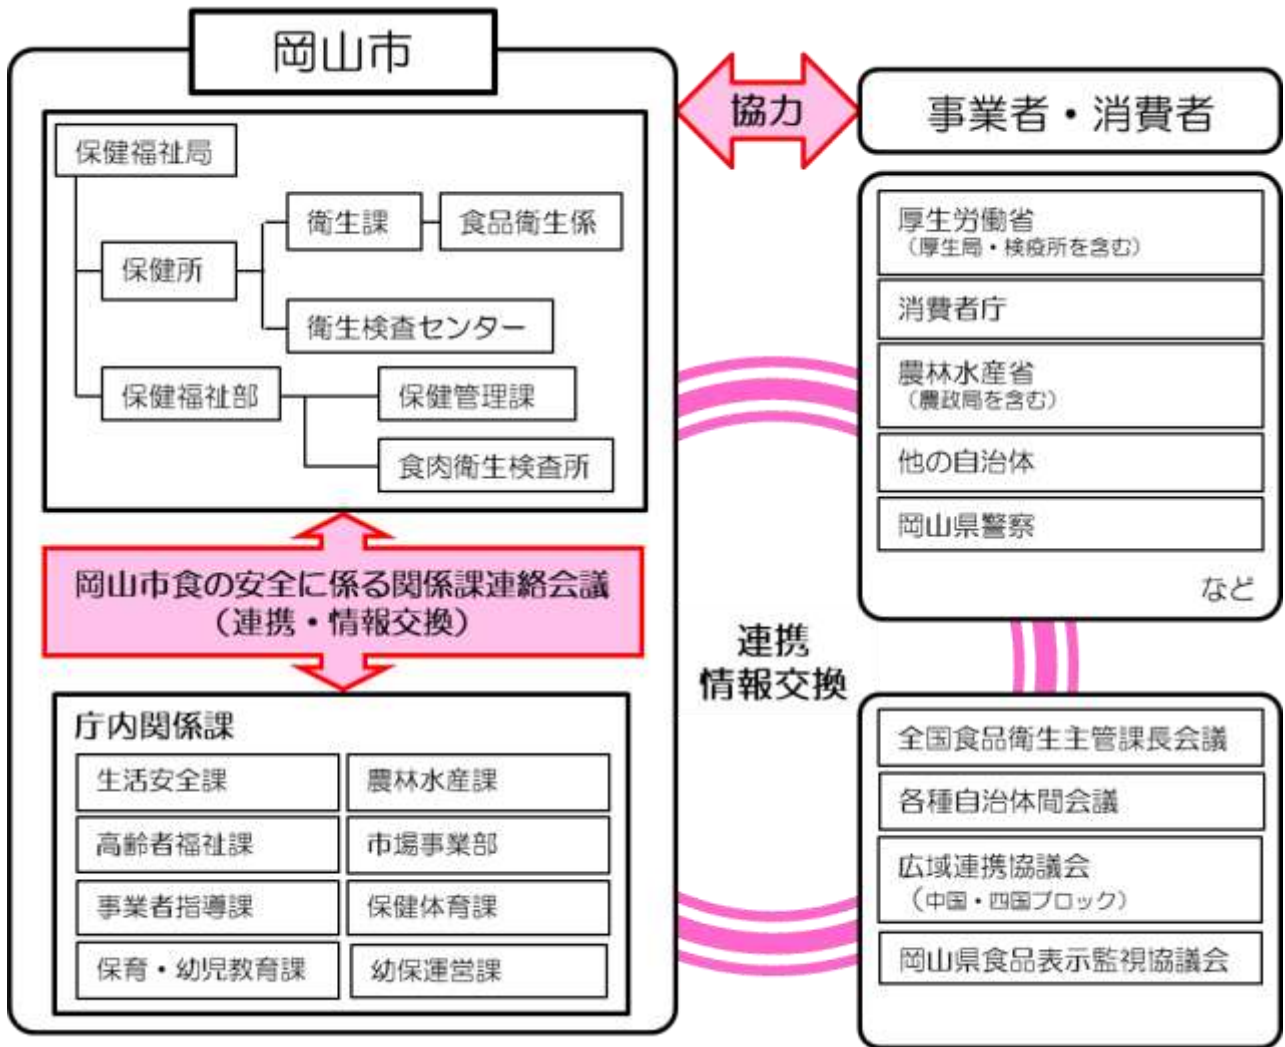 岡山市
保健福祉局
衛生課
食品衛生係
保健所
衛生検査センター
保健福祉部
保健管理課
食肉衛生検査所
岡山市食の安全に係る関係課連絡会議
（連携・情報交換）
庁内関係課
生活安全課
農林水産課
高齢者福祉課
市場事業部
事業者指導課
保健体育課
保育・幼児教育課
幼保運営課
協力
事業者・消費者
厚生労働省
（厚生局・検疫所を含む）
消費者庁
農林水産省
（農政局を含む）
他の自治体
岡山県警察
など
連携
情報交換
全国食品衛生主管課長会議
各種自治体間会議
広域連携協議会
（中国・四国ブロック）
岡山県食品表示監視協議会